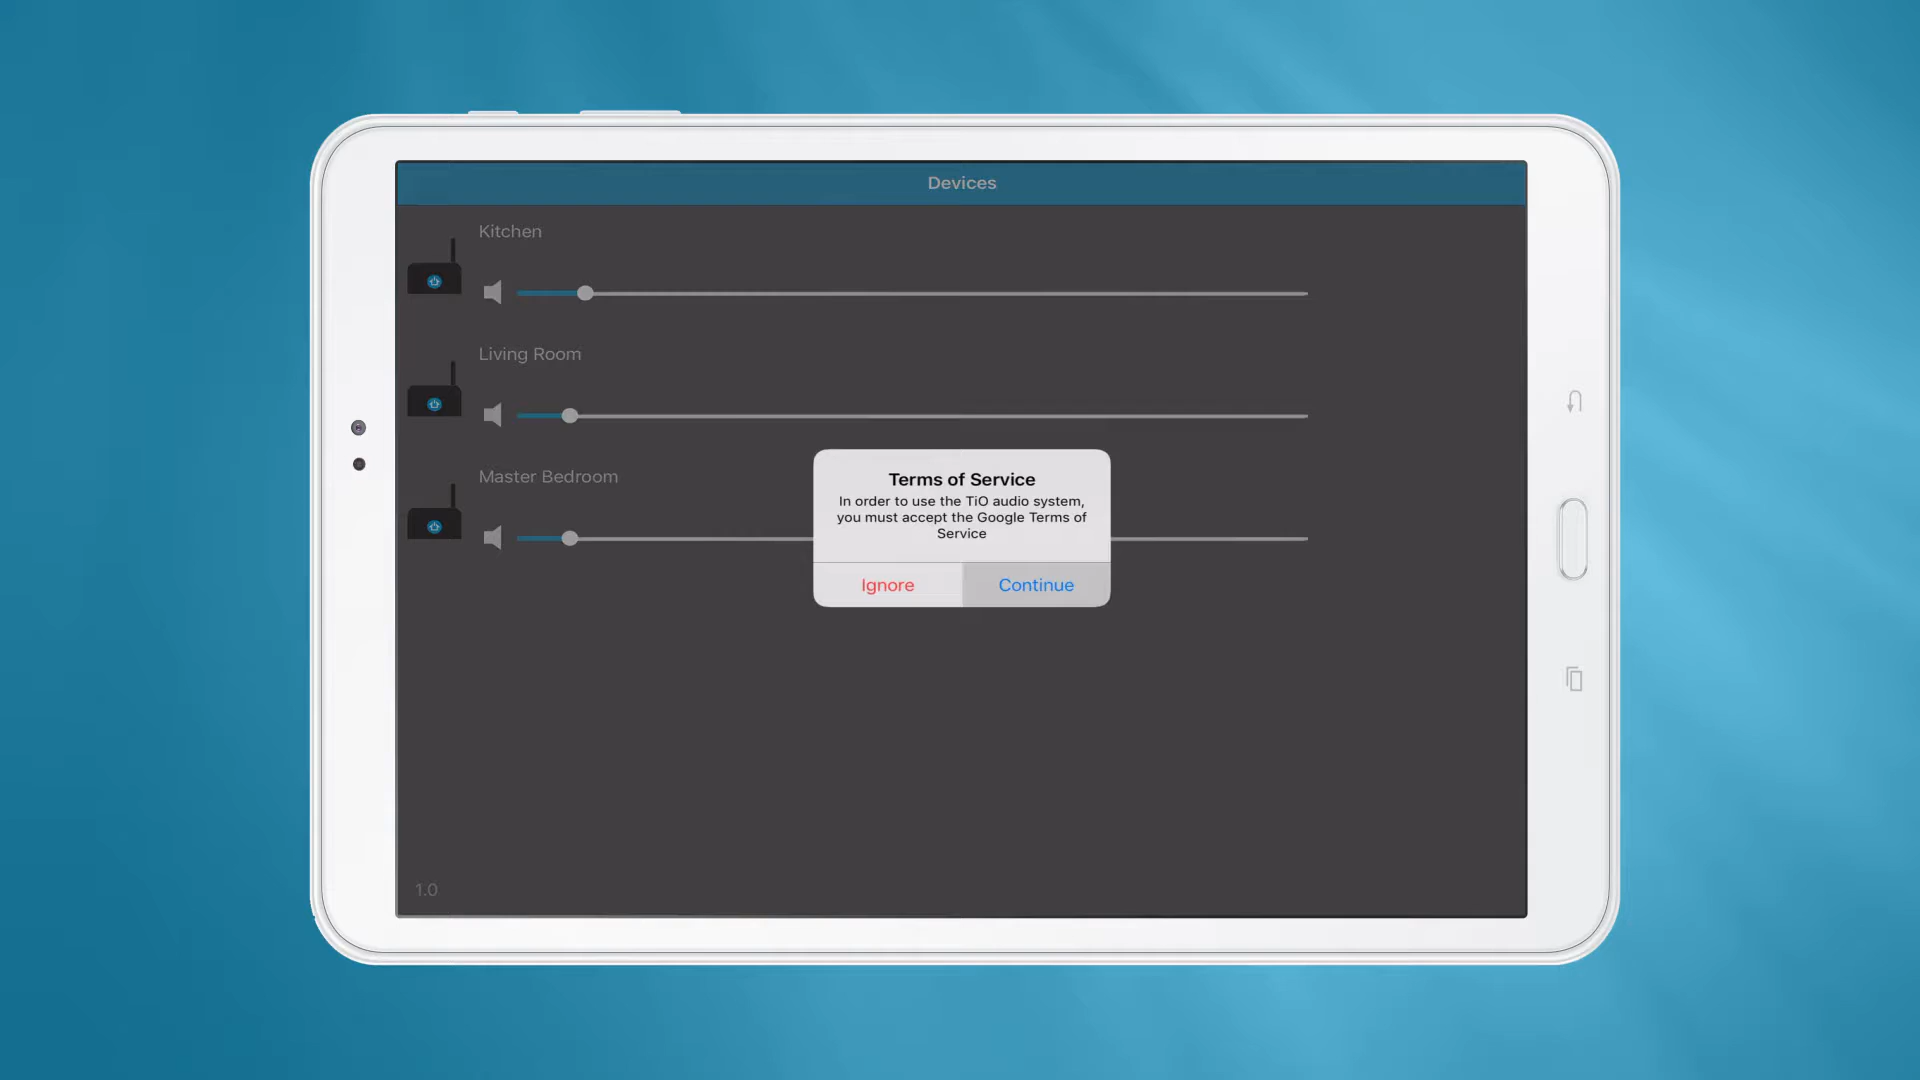 Devices
Kitchen
Living Room
Master Bedroom
Terms of Service
In order to use the TiO audio system,
you must accept the Google Terms of
Service
Ignore
Continue
1.0